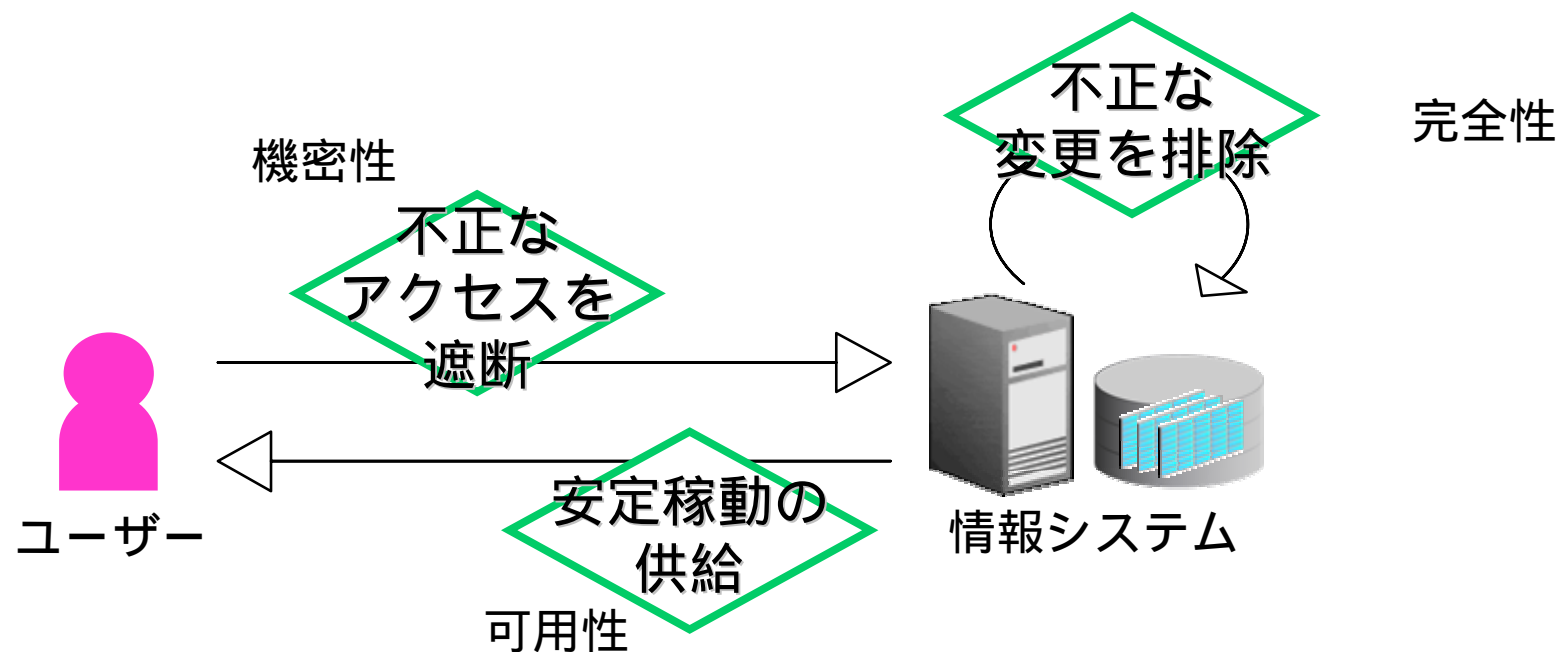 不正な
変更を排除
完全性
機密性
不正な
アクセスを
遮断
安定稼動の
供給
ユーザー
情報システム
可用性